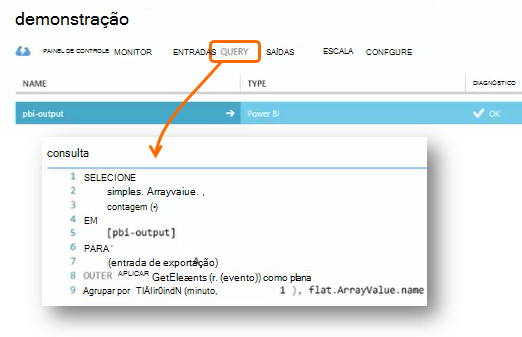 demonstração
PAINEL DE CONTROLE MONITOR ENTRADAS QUERY SAÍDAS ESCALA CONFGURE
NAME TYPE DIAGNÓSTICO
pbi-output Power Bi OK
consulta
1 SELECIONE
2 simples. Arrayvaiue. ,
3 contagem (•)
4 EM
5 [pbi-output]
6 PARA
7 (entrada de exportação)
8 OUTER APLICAR (r. (evento)) como plana
9 Agrupar por (minuto, 1 ), flat.ArrayValue.name